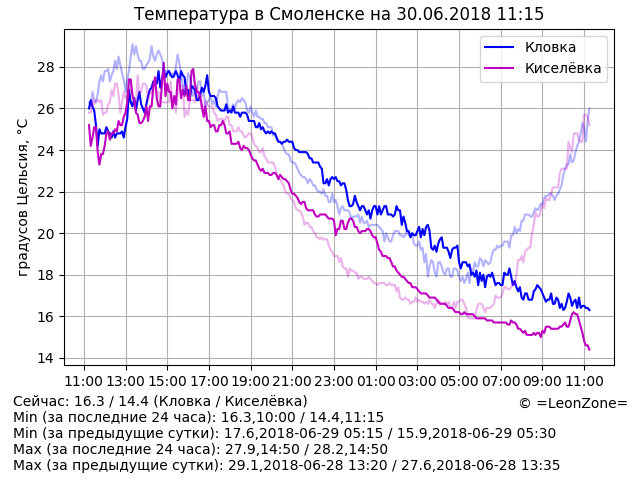 Температура в Смоленске на 30.06.2018 11:15
Кловка
Киселёвка
градусов Цельсия, °C
28
26
24
22
20
18
16
14
11:00 13:00 15:00 17:00 19:00 21:00 23:00 01:00 03:00 05:00 07:00 09:00 11:00
Сейчас: 16.3 / 14.4 (Кловка / Киселёвка)
© =LeonZone=
Min (за последние 24 часа): 16.3,10:00 / 14.4,11:15
Min (за предыдущие сутки): 17.6,2018-06-29 05:15 / 15.9,2018-06-29 05:30
Max (за последние 24 часа): 27.9,14:50 / 28.2,14:50
Max (за предыдущие сутки): 29.1,2018-06-28 13:20 / 27.6,2018-06-28 13:35